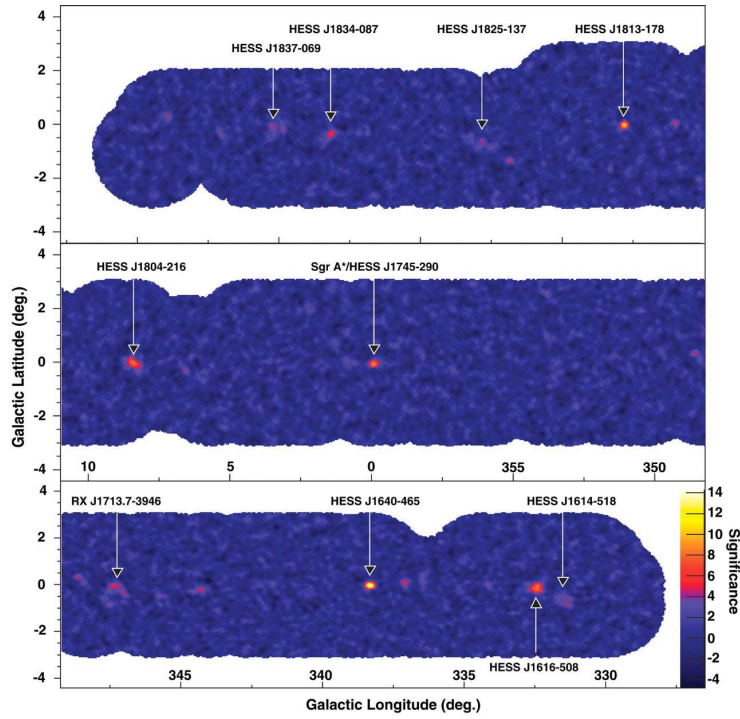 HESS J1834-087
HESS J1825-137
HESS J1813-178
HESS J1837-069
4
2
0
-2
-4
HESS J1804-216
Sgr A*/HESS J1745-290
4
2
0
-2
-4
10
5
0
355
350
Galactic Latitude (deg.)
RX J1713.7-3946
HESS J1640-465
HESS J1614-518
4
2
0
-2
-4
HESS J1616-508
345
340
335
330
Galactic Longitude (deg.)
14
12
10
8
6
4
2
0
-2
-4
Significance